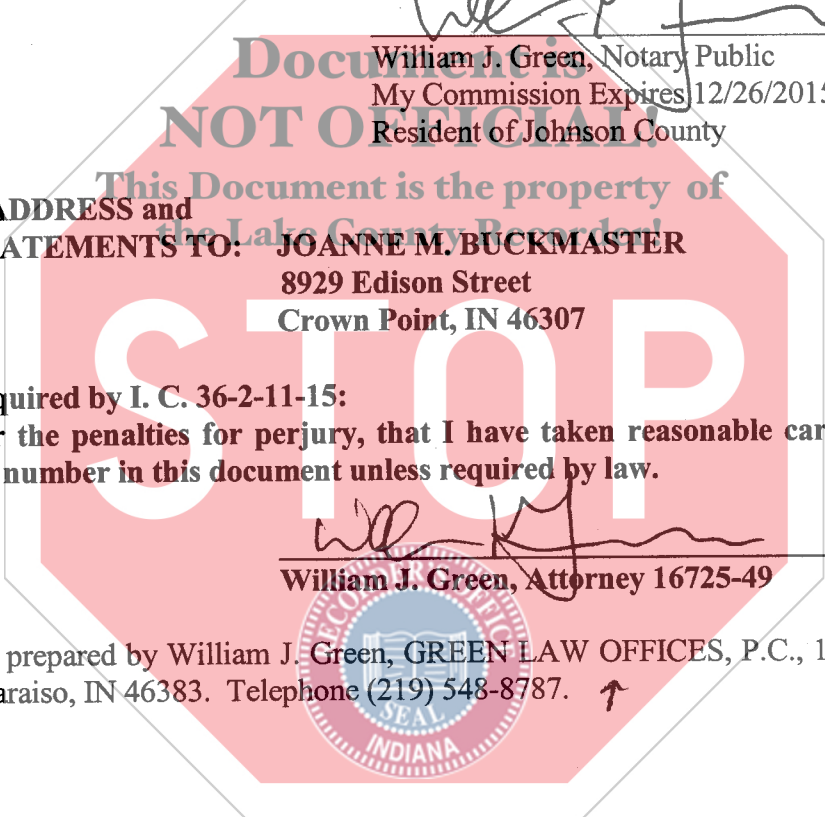 Document is
William J. Green, Notary Public
My Commission Expires 12/26/2015
NOT OFFICIAL!
Resident of Johnson County
This Document is the property of
ADDRESS and
the Lake County Recorder!
ATEMENTS TO: JOANNE M. BUCKMASTER
8929 Edison Street
Crown Point, IN 46307
STOP
quired by I. C. 36-2-11-15:
r the penalties for perjury, that I have taken reasonable car
number in this document unless required by law.
William J. Green, Attorney 16725-49
RECORDER'S OFFICE
prepared by William J. Green, GREEN LAW OFFICES, P.C., 1
araiso, IN 46383. Telephone (219) 548-8787.
SEAL
INDIANA